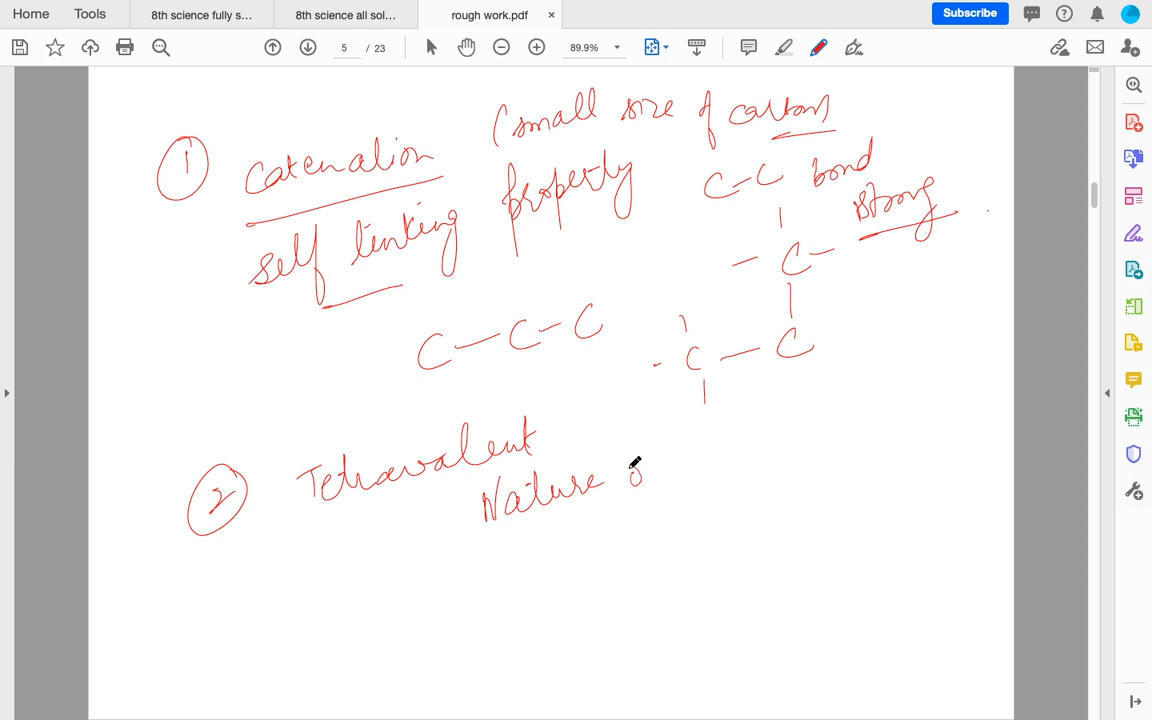 Home Tools 8th science fully s... 8th science all sol... rough work.pdf × Subscribe
5 / 23 89.9%
(small size of carbon
① catenation property C-C bond
self linking strong
C
C — C - C C — C
② Tetravalent
Nature o